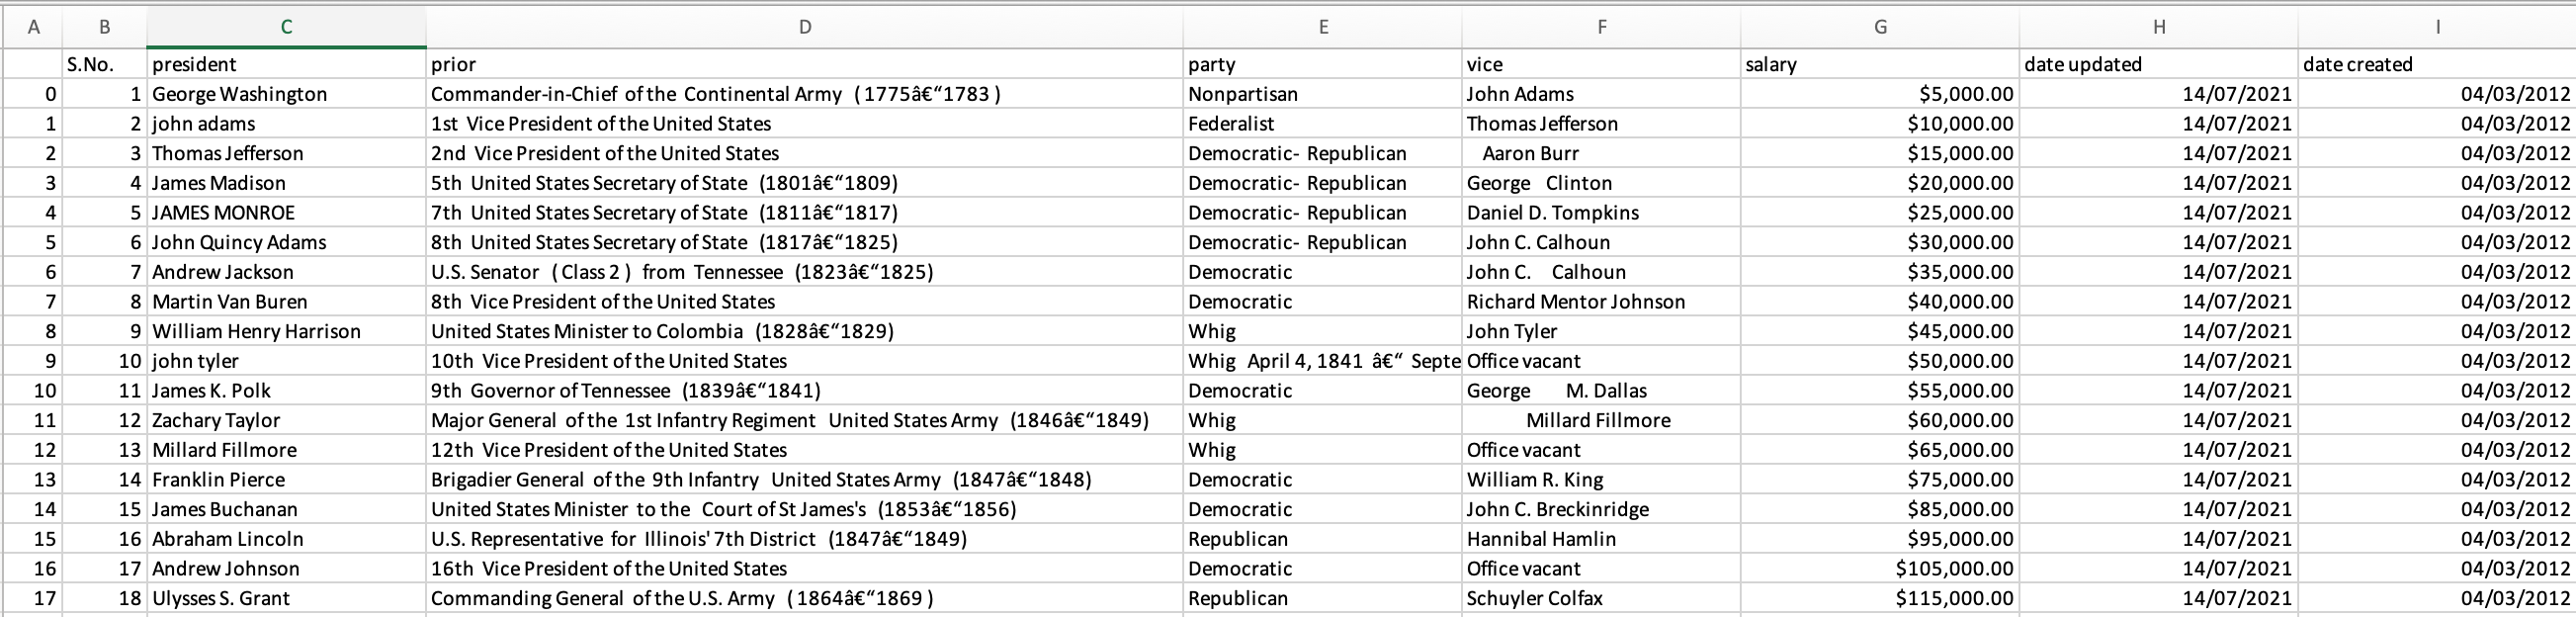 A B C D E F G H I
S.No. president prior party vice salary date updated date created
0 1 George Washington Commander-in-Chief of the Continental Army ( 1775â€“1783 ) Nonpartisan John Adams $5,000.00 14/07/2021 04/03/2012
1 2 john adams 1st Vice President of the United States Federalist Thomas Jefferson $10,000.00 14/07/2021 04/03/2012
2 3 Thomas Jefferson 2nd Vice President of the United States Democratic- Republican Aaron Burr $15,000.00 14/07/2021 04/03/2012
3 4 James Madison 5th United States Secretary of State (1801â€“1809) Democratic- Republican George Clinton $20,000.00 14/07/2021 04/03/2012
4 5 JAMES MONROE 7th United States Secretary of State (1811â€“1817) Democratic- Republican Daniel D. Tompkins $25,000.00 14/07/2021 04/03/2012
5 6 John Quincy Adams 8th United States Secretary of State (1817â€“1825) Democratic- Republican John C. Calhoun $30,000.00 14/07/2021 04/03/2012
6 7 Andrew Jackson U.S. Senator ( Class 2 ) from Tennessee (1823â€“1825) Democratic John C. Calhoun $35,000.00 14/07/2021 04/03/2012
7 8 Martin Van Buren 8th Vice President of the United States Democratic Richard Mentor Johnson $40,000.00 14/07/2021 04/03/2012
8 9 William Henry Harrison United States Minister to Colombia (1828â€“1829) Whig John Tyler $45,000.00 14/07/2021 04/03/2012
9 10 john tyler 10th Vice President of the United States Whig April 4, 1841 â€“ Septe Office vacant $50,000.00 14/07/2021 04/03/2012
10 11 James K. Polk 9th Governor of Tennessee (1839â€“1841) Democratic George M. Dallas $55,000.00 14/07/2021 04/03/2012
11 12 Zachary Taylor Major General of the 1st Infantry Regiment United States Army (1846â€“1849) Whig Millard Fillmore $60,000.00 14/07/2021 04/03/2012
12 13 Millard Fillmore 12th Vice President of the United States Whig Office vacant $65,000.00 14/07/2021 04/03/2012
13 14 Franklin Pierce Brigadier General of the 9th Infantry United States Army (1847â€“1848) Democratic William R. King $75,000.00 14/07/2021 04/03/2012
14 15 James Buchanan United States Minister to the Court of St James's (1853â€“1856) Democratic John C. Breckinridge $85,000.00 14/07/2021 04/03/2012
15 16 Abraham Lincoln U.S. Representative for Illinois' 7th District (1847â€“1849) Republican Hannibal Hamlin $95,000.00 14/07/2021 04/03/2012
16 17 Andrew Johnson 16th Vice President of the United States Democratic Office vacant $105,000.00 14/07/2021 04/03/2012
17 18 Ulysses S. Grant Commanding General of the U.S. Army ( 1864â€“1869 ) Republican Schuyler Colfax $115,000.00 14/07/2021 04/03/2012